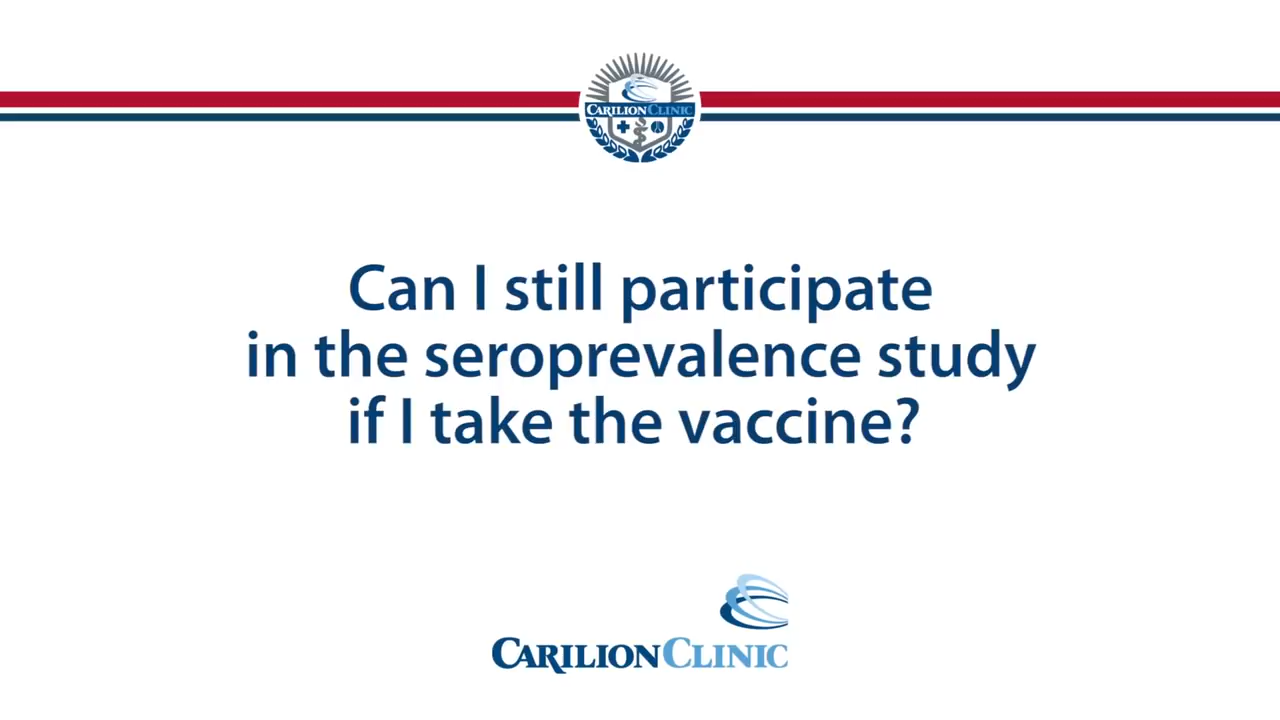 CARILION CLINIC
Can I still participate
in the seroprevalence study
if I take the vaccine?
CARILION CLINIC